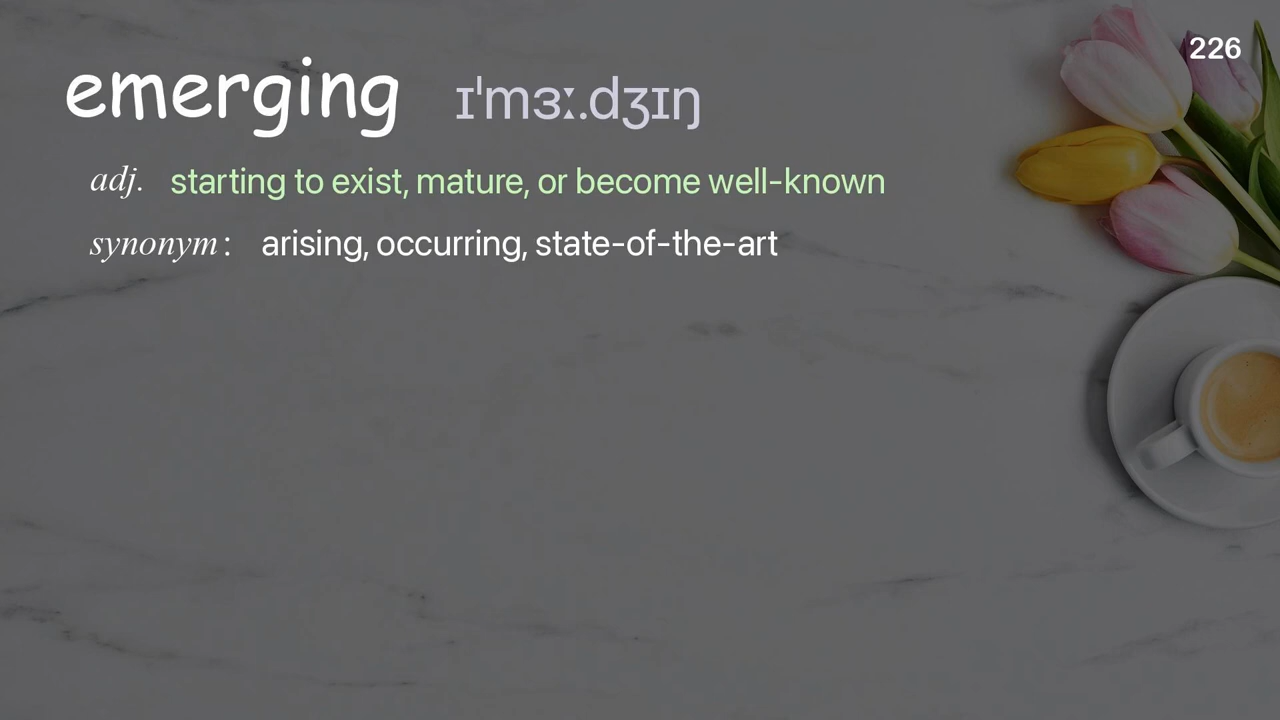 226
emerging ɪˈmɜː.dʒɪŋ
adj. starting to exist, mature, or become well-known
synonym: arising, occurring, state-of-the-art